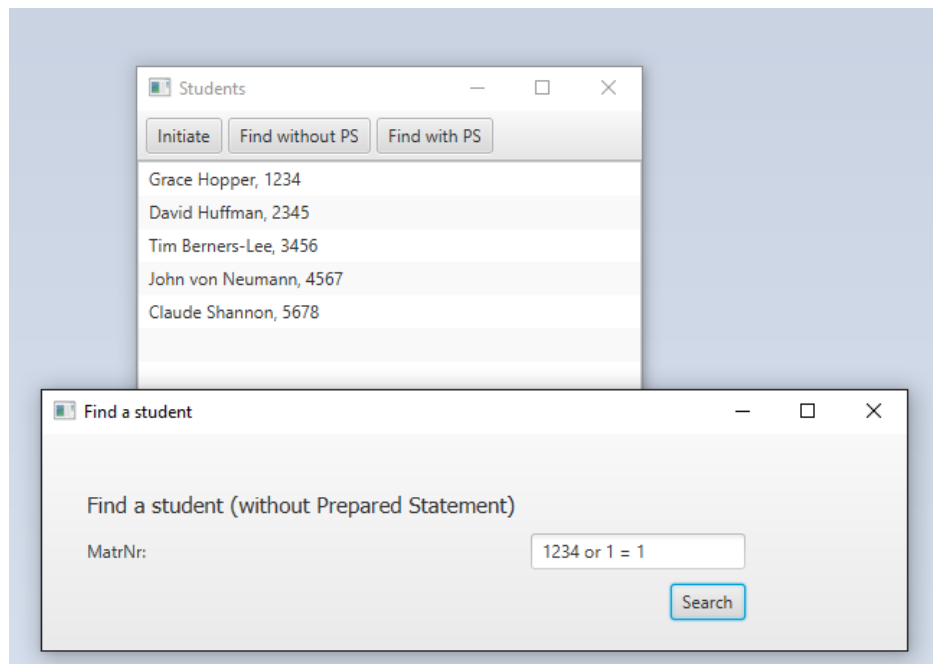 Students
Initiate Find without PS Find with PS
Grace Hopper, 1234
David Huffman, 2345
Tim Berners-Lee, 3456
John von Neumann, 4567
Claude Shannon, 5678
Find a student
Find a student (without Prepared Statement)
MatrNr: 1234 or 1 = 1
Search